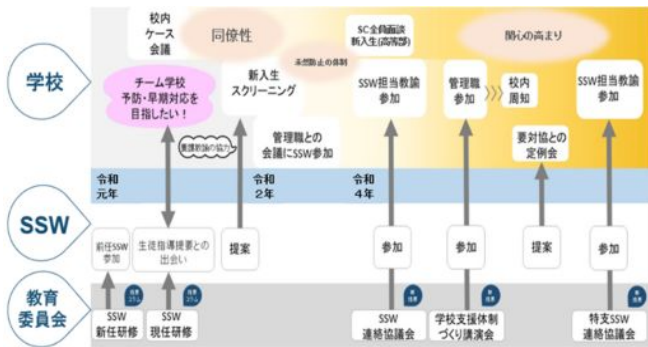 校内
ケース
会議
同僚性
SC全員面談
新入生(高等部)
関心の高まり
未然防止の体制
学校
チーム学校
予防・早期対応を
目指したい！
新入生
スクリーニング
SSW担当教諭
参加
管理職
参加
校内
周知
SSW担当教諭
参加
養護教諭の協力
管理職との
会議にSSW参加
要対協との
定例会
令和
元年
令和
2年
令和
4年
SSW
前任SSW
参加
生徒指導提要との
出会い
提案
参加
参加
提案
参加
教育
委員会
SSW
新任研修
SSW
現任研修
SSW
連絡協議会
学校支援体制
づくり講演会
特支SSW
連絡協議会